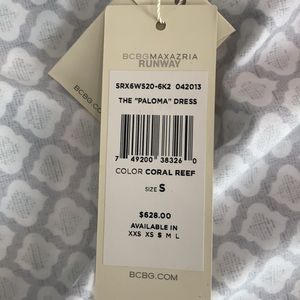 BCBGMAXAZRIA
RUNWAY
SRX6WS20-6K2 042013
THE "PALOMA" DRESS
7 49200 38326 0
COLOR CORAL REEF
SIZE S
$628.00
AVAILABLE IN
XXS XS S M L
BCBG.COM